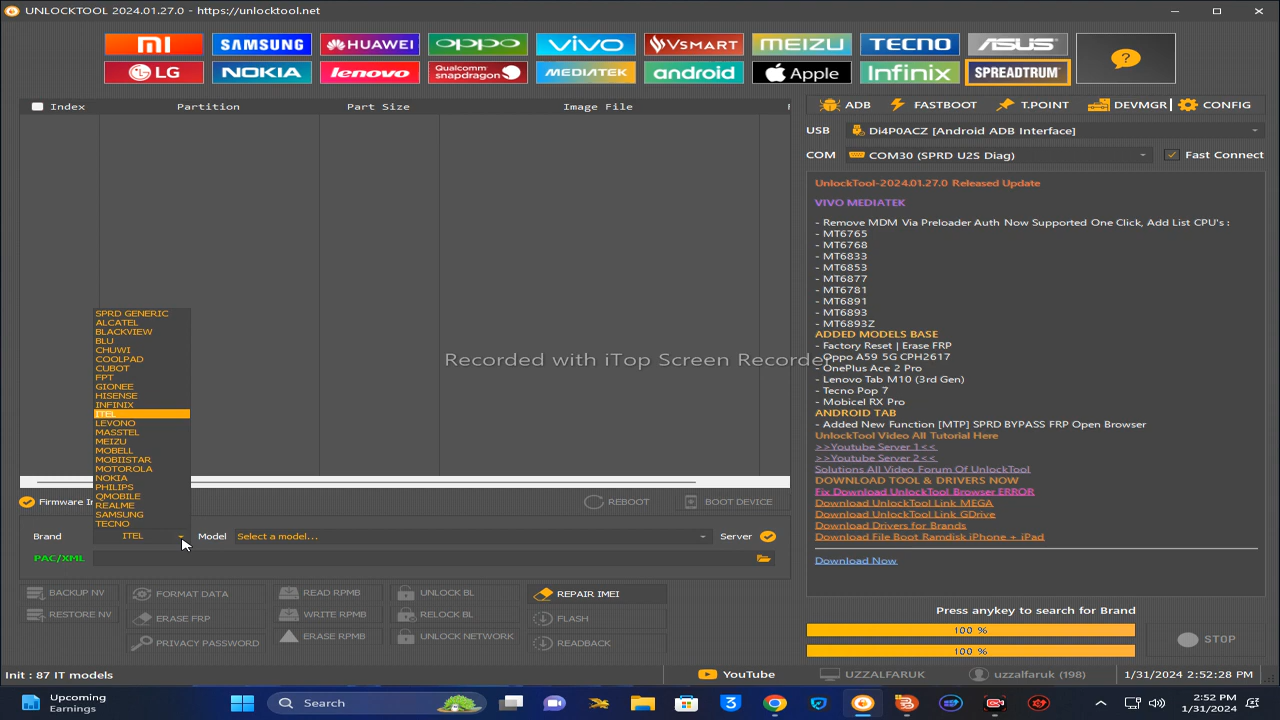 UNLOCKTOOL 2024.01.27.0 - https://unlocktool.net
MI SAMSUNG HUAWEI OPPO VIVO VSMART MEIZU TECNO ASUS
LG NOKIA lenovo Qualcomm snapdragon MEDIATEK android Apple Infinix SPREADTRUM ?
Index Partition Part Size Image File
ADB FASTBOOT T.POINT DEVMGR CONFIG
USB Di4P0ACZ [Android ADB Interface]
COM COM30 (SPRD U2S Diag) Fast Connect
UnlockTool-2024.01.27.0 Released Update
VIVO MEDIATEK
- Remove MDM Via Preloader Auth Now Supported One Click, Add List CPU's :
- MT6765
- MT6768
- MT6833
- MT6853
- MT6877
- MT6781
- MT6891
- MT6893
- MT6893Z
ADDED MODELS BASE
- Factory Reset | Erase FRP
- Oppo A59 5G CPH2617
- OnePlus Ace 2 Pro
- Lenovo Tab M10 (3rd Gen)
- Tecno Pop 7
- Mobicel RX Pro
ANDROID TAB
- Added New Function [MTP] SPRD BYPASS FRP Open Browser
UnlockTool Video All Tutorial Here
>>Youtube Server 1<<
>>Youtube Server 2<<
Solutions All Video Forum Of UnlockTool
DOWNLOAD TOOL & DRIVERS NOW
Fix Download UnlockTool Browser ERROR
Download UnlockTool Link MEGA
Download UnlockTool Link GDrive
Download Drivers for Brands
Download File Boot Ramdisk iPhone + iPad
Download Now
Recorded with iTop Screen Recorder
SPRD GENERIC
ALCATEL
BLACKVIEW
BLU
CHUWI
COOLPAD
CUBOT
FPT
GIONEE
HISENSE
INFINIX
ITEL
LEVONO
MASSTEL
MEIZU
MOBELL
MOBIISTAR
MOTOROLA
NOKIA
PHILIPS
QMOBILE
REALME
SAMSUNG
TECNO
Firmware In REBOOT BOOT DEVICE
Brand ITEL Model Select a model... Server
PAC/XML
BACKUP NV FORMAT DATA READ RPMB UNLOCK BL REPAIR IMEI
RESTORE NV ERASE FRP WRITE RPMB RELOCK BL FLASH
PRIVACY PASSWORD ERASE RPMB UNLOCK NETWORK READBACK
Press anykey to search for Brand
100 %
100 %
STOP
Init : 87 IT models YouTube UZZALFARUK uzzalfaruk (198) 1/31/2024 2:52:28 PM
Upcoming
Earnings
Search
2:52 PM
1/31/2024